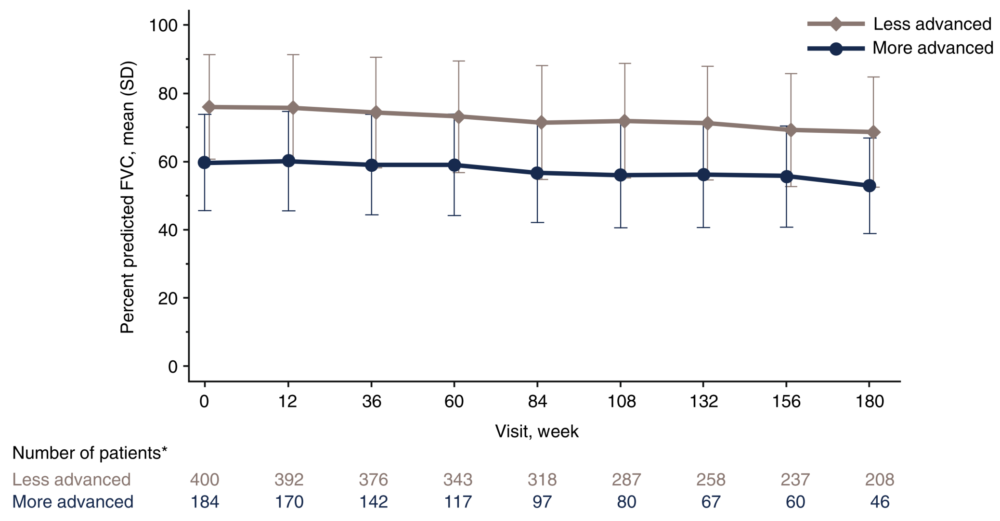 Less advanced
More advanced
Percent predicted FVC, mean (SD)
100
80
60
40
20
0
0 12 36 60 84 108 132 156 180
Visit, week
Number of patients*
Less advanced 400 392 376 343 318 287 258 237 208
More advanced 184 170 142 117 97 80 67 60 46